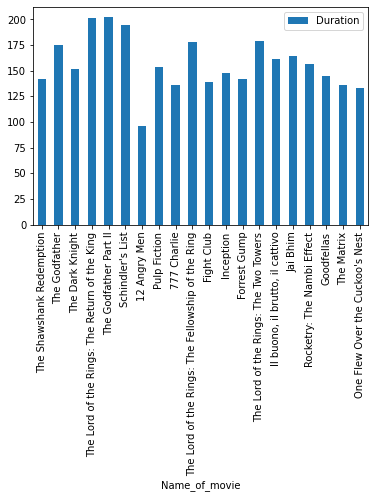 Duration
200
175
150
125
100
75
50
25
0
The Shawshank Redemption
The Godfather
The Dark Knight
The Lord of the Rings: The Return of the King
The Godfather Part II
Schindler's List
12 Angry Men
Pulp Fiction
777 Charlie
The Lord of the Rings: The Fellowship of the Ring
Fight Club
Inception
Forrest Gump
The Lord of the Rings: The Two Towers
Il buono, il brutto, il cattivo
Jai Bhim
Rocketry: The Nambi Effect
Goodfellas
The Matrix
One Flew Over the Cuckoo's Nest
Name_of_movie